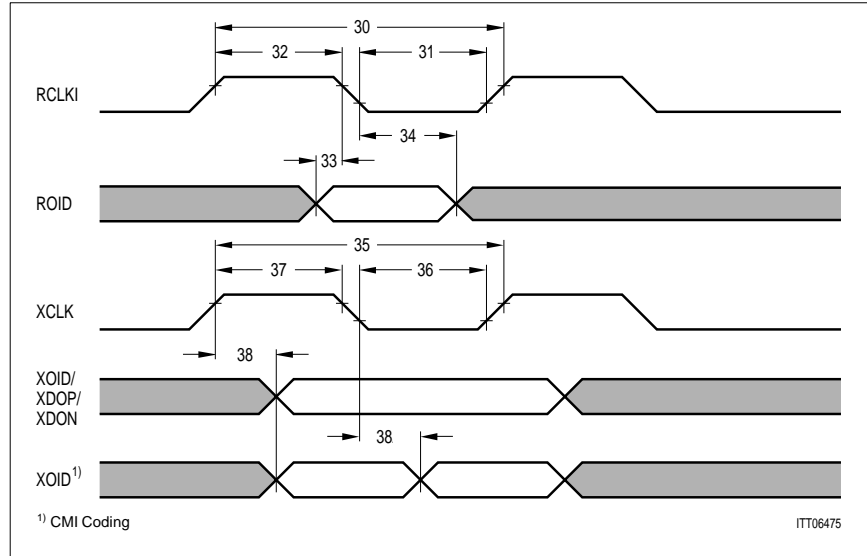 30
32
31
RCLKI
34
33
ROID
35
37
36
XCLK
38
XOID/
XDOP/
XDON
38
XOID1)
1) CMI Coding
ITT06475